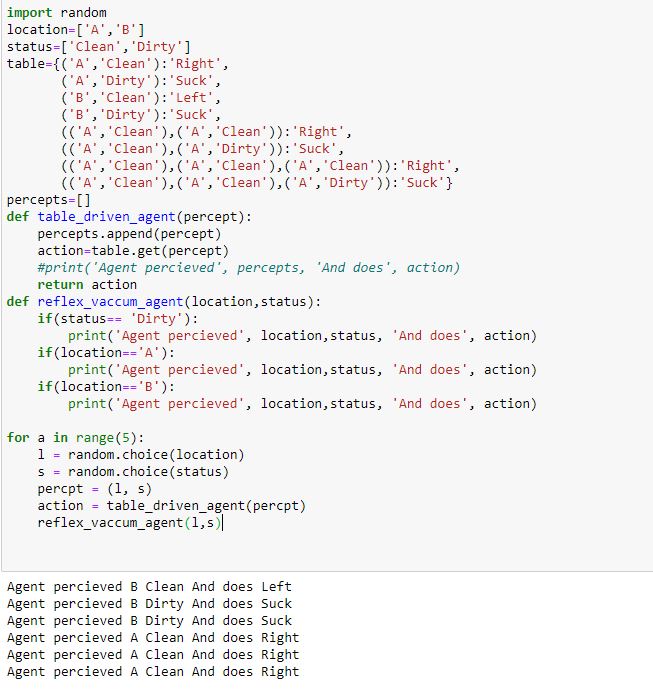 import random
location=['A','B']
status=['Clean','Dirty']
table={('A','Clean'):'Right',
       ('A','Dirty'):'Suck',
       ('B','Clean'):'Left',
       ('B','Dirty'):'Suck',
       (('A','Clean'),('A','Clean')):'Right',
       (('A','Clean'),('A','Dirty')):'Suck',
       (('A','Clean'),('A','Clean'),('A','Clean')):'Right',
       (('A','Clean'),('A','Clean'),('A','Dirty')):'Suck'}
percepts=[]
def table_driven_agent(percept):
    percepts.append(percept)
    action=table.get(percept)
    #print('Agent percieved', percepts, 'And does', action)
    return action
def reflex_vaccum_agent(location,status):
    if(status== 'Dirty'):
        print('Agent percieved', location,status, 'And does', action)
    if(location=='A'):
        print('Agent percieved', location,status, 'And does', action)
    if(location=='B'):
        print('Agent percieved', location,status, 'And does', action)
for a in range(5):
    l = random.choice(location)
    s = random.choice(status)
    percpt = (l, s)
    action = table_driven_agent(percpt)
    reflex_vaccum_agent(l,s)
Agent percieved B Clean And does Left
Agent percieved B Dirty And does Suck
Agent percieved B Dirty And does Suck
Agent percieved A Clean And does Right
Agent percieved A Clean And does Right
Agent percieved A Clean And does Right